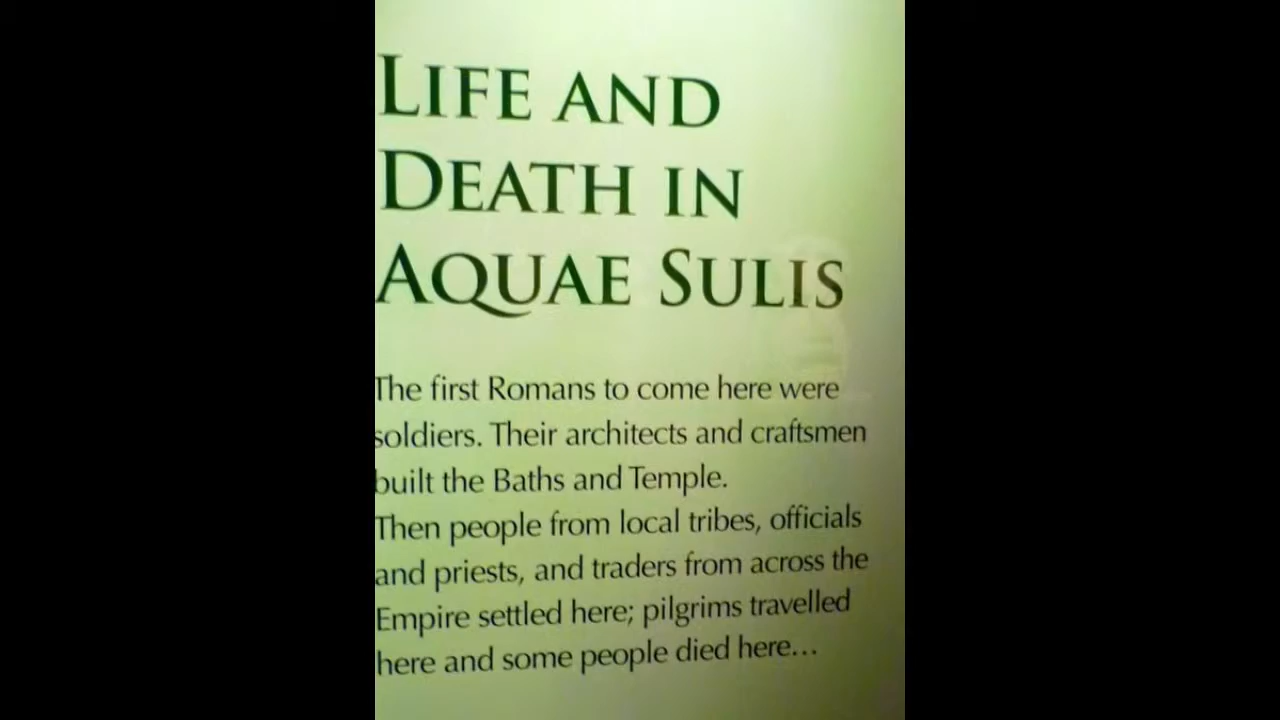 LIFE AND
DEATH IN
AQUAE SULIS
The first Romans to come here were
soldiers. Their architects and craftsmen
built the Baths and Temple.
Then people from local tribes, officials
and priests, and traders from across the
Empire settled here; pilgrims travelled
here and some people died here...